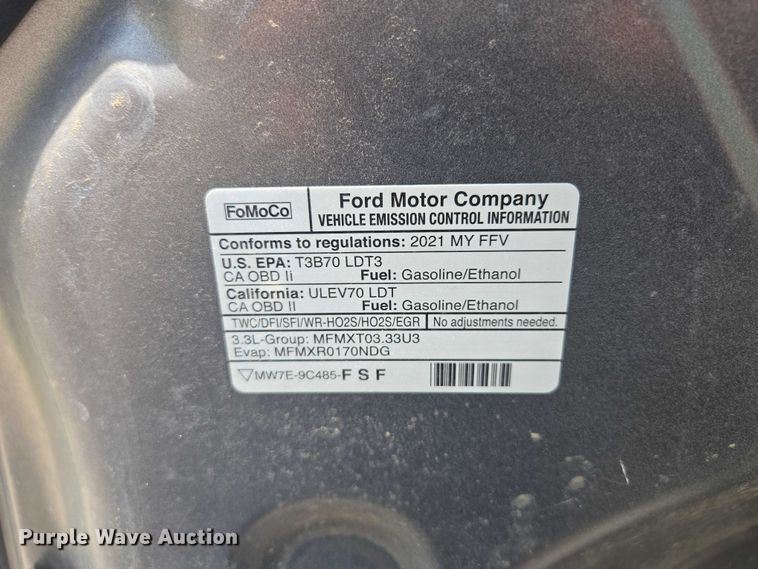 FoMoCo
Ford Motor Company
VEHICLE EMISSION CONTROL INFORMATION
Conforms to regulations: 2021 MY FFV
U.S. EPA: T3B70 LDT3
CA OBD II Fuel: Gasoline/Ethanol
California: ULEV70 LDT
CA OBD II Fuel: Gasoline/Ethanol
TWC/DFI/SFI/WR-HO2S/HO2S/EGR No adjustments needed.
3.3L-Group: MFMXT03.33U3
Evap: MFMXR0170NDG
MW7E-9C485-F S F
Purple Wave Auction®